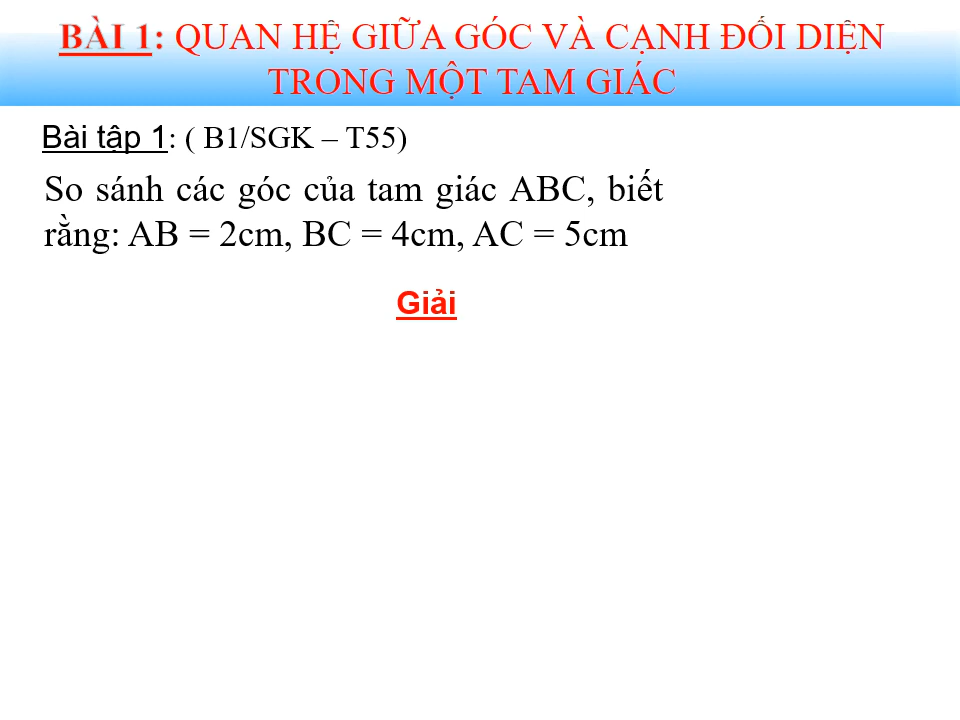 BÀI 1: QUAN HỆ GIỮA GÓC VÀ CẠNH ĐỐI DIỆN
TRONG MỘT TAM GIÁC
Bài tập 1: ( B1/SGK – T55)
So sánh các góc của tam giác ABC, biết
rằng: AB = 2cm, BC = 4cm, AC = 5cm
Giải